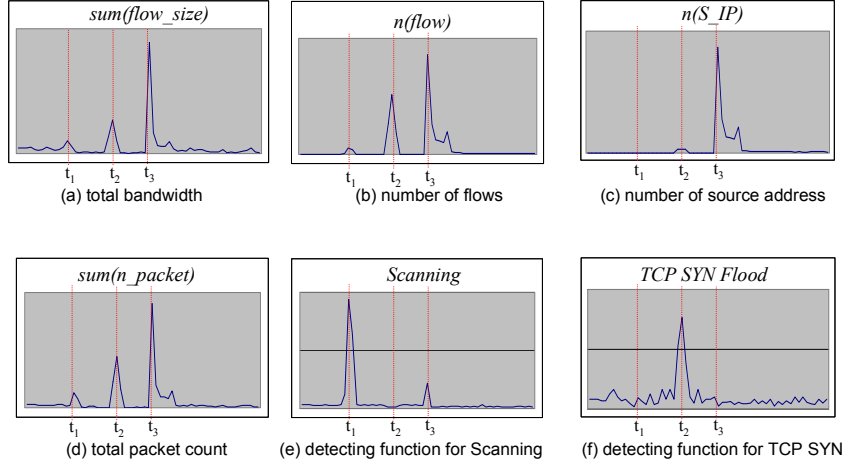 sum(flow_size)
n(flow)
n(S_IP)
t1 t2 t3
t1 t2 t3
t1 t2 t3
(a) total bandwidth
(b) number of flows
(c) number of source address
sum(n_packet)
Scanning
TCP SYN Flood
t1 t2 t3
t1 t2 t3
t1 t2 t3
(d) total packet count
(e) detecting function for Scanning
(f) detecting function for TCP SYN